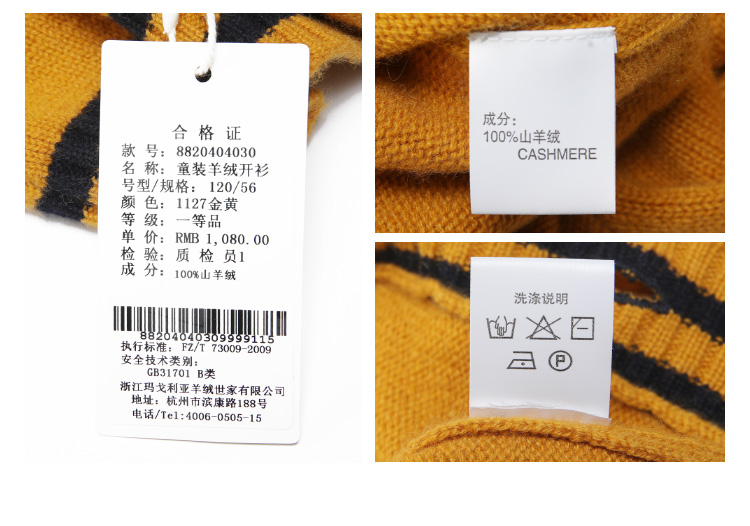 合 格 证
款 号： 8820404030
名 称： 童装羊绒开衫
号型/规格： 120/56
颜 色： 1127金黄
等 级： 一等品
单 价： RMB 1,080.00
检 验： 质 检 员1
成 分： 100%山羊绒
88204040309999115
执行标准： FZ/T 73009-2009
安全技术类别：
GB31701 B类
浙江玛戈利亚羊绒世家有限公司
地址：杭州市滨康路188号
电话/Tel:4006-0505-15
成分：
100%山羊绒
CASHMERE
洗涤说明
P